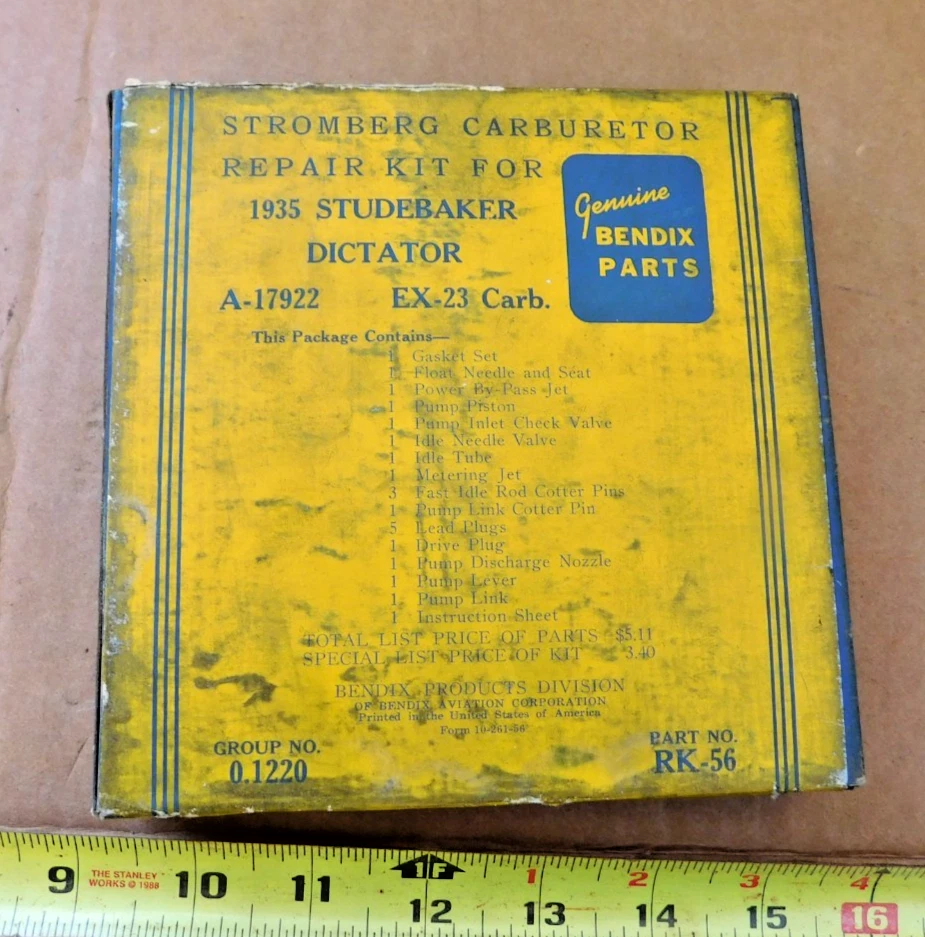 STROMBERG CARBURETOR
REPAIR KIT FOR
1935 STUDEBAKER
DICTATOR
A-17922 EX-23 Carb.
Genuine
BENDIX
PARTS
This Package Contains—
1 Gasket Set
1 Float Needle and Seat
1 Power By-Pass Jet
1 Pump Piston
1 Pump Inlet Check Valve
1 Idle Needle Valve
1 Idle Tube
1 Metering Jet
3 Fast Idle Rod Cotter Pins
1 Pump Link Cotter Pin
5 Lead Plugs
1 Drive Plug
1 Pump Discharge Nozzle
1 Pump Lever
1 Pump Link
1 Instruction Sheet
TOTAL LIST PRICE OF PARTS $5.11
SPECIAL LIST PRICE OF KIT 3.40
BENDIX PRODUCTS DIVISION
OF BENDIX AVIATION CORPORATION
Printed in the United States of America
Form 10-261-56
GROUP NO.
0.1220
PART NO.
RK-56
THE STANLEY
WORKS © 1988
1F 1 2 3 4
9 10 11 12 13 14 15 16